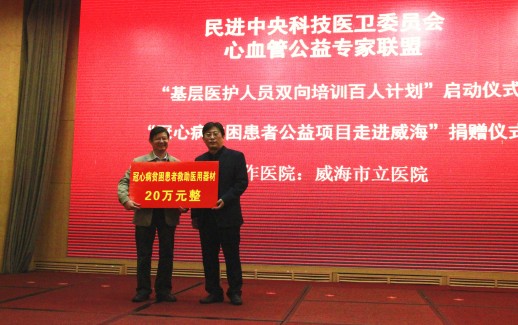 民进中央科技医卫委员会
心血管公益专家联盟
“基层医护人员双向培训百人计划”启动仪式
心病 困患者公益项目走进威海”捐赠仪式
作医院：威海市立医院
冠心病贫困患者救助医用器材
20万元整